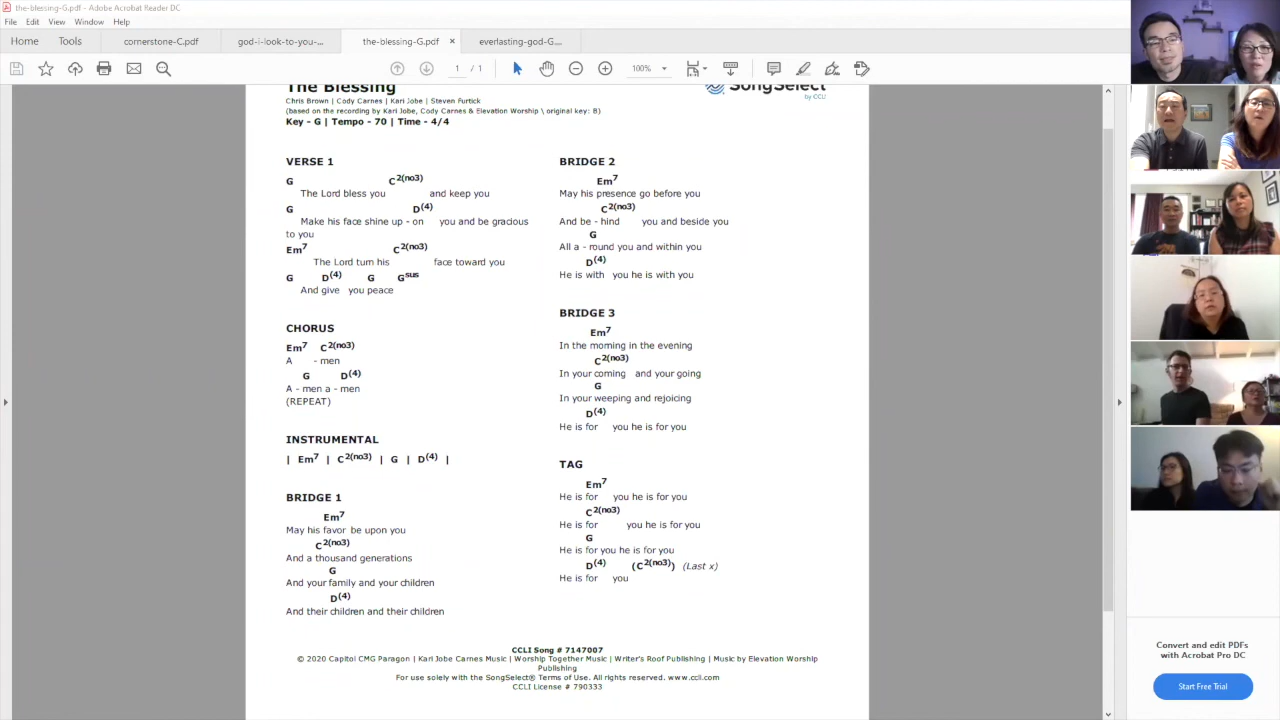 the-blessing-G.pdf - Adobe Acrobat Reader DC
File Edit View Window Help
Home Tools cornerstone-C.pdf god-i-look-to-you-... the-blessing-G.pdf × everlasting-god-G....
1 / 1 100%
The Blessing
SongSelect
by CCLI
Chris Brown | Cody Carnes | Kari Jobe | Steven Furtick
(based on the recording by Kari Jobe, Cody Carnes & Elevation Worship \ original key: B)
Key - G | Tempo - 70 | Time - 4/4
VERSE 1
G C2(no3)
The Lord bless you and keep you
G D(4)
Make his face shine up - on you and be gracious
to you
Em7 C2(no3)
The Lord turn his face toward you
G D(4) G Gsus
And give you peace
CHORUS
Em7 C2(no3)
A - men
G D(4)
A - men a - men
(REPEAT)
INSTRUMENTAL
| Em7 | C2(no3) | G | D(4) |
BRIDGE 1
Em7
May his favor be upon you
C2(no3)
And a thousand generations
G
And your family and your children
D(4)
And their children and their children
BRIDGE 2
Em7
May his presence go before you
C2(no3)
And be - hind you and beside you
G
All a - round you and within you
D(4)
He is with you he is with you
BRIDGE 3
Em7
In the morning in the evening
C2(no3)
In your coming and your going
G
In your weeping and rejoicing
D(4)
He is for you he is for you
TAG
Em7
He is for you he is for you
C2(no3)
He is for you he is for you
G
He is for you he is for you
D(4) (C2(no3)) (Last x)
He is for you
CCLI Song # 7147007
© 2020 Capitol CMG Paragon | Kari Jobe Carnes Music | Worship Together Music | Writer's Roof Publishing | Music by Elevation Worship
Publishing
For use solely with the SongSelect® Terms of Use. All rights reserved. www.ccli.com
CCLI License # 790333
Convert and edit PDFs
with Acrobat Pro DC
Start Free Trial